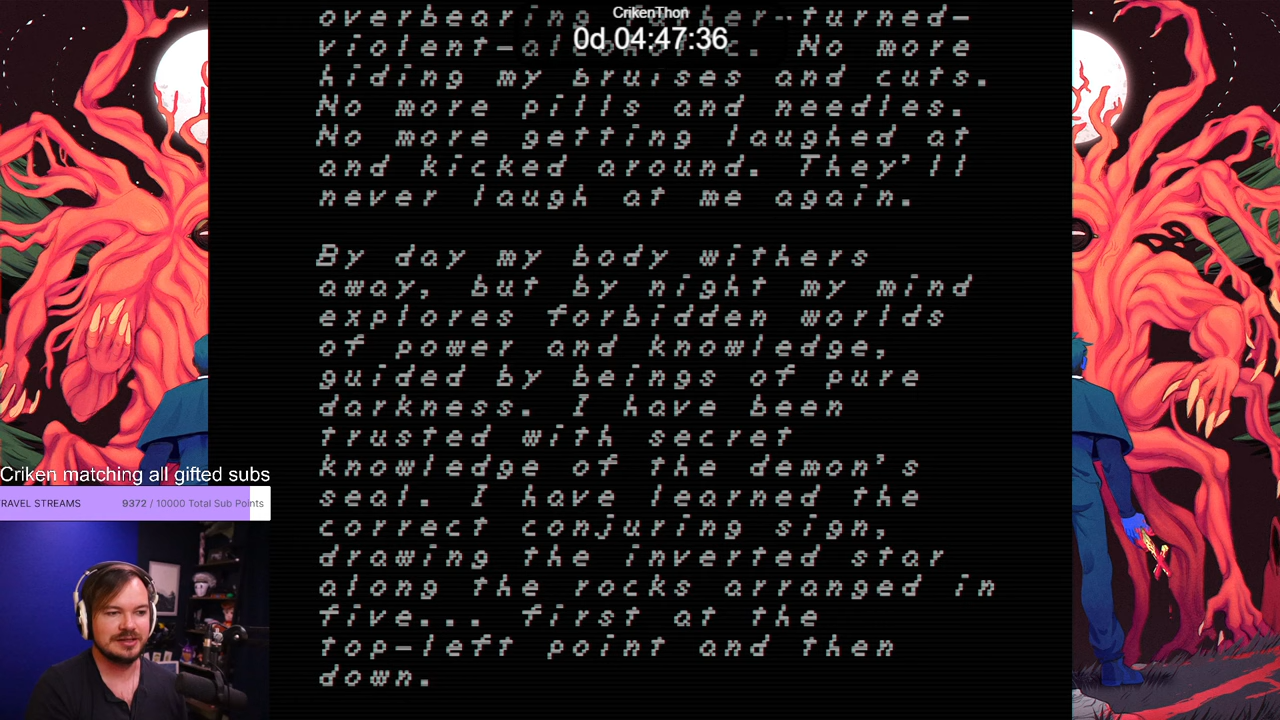 CrikenThon
0d 04:47:36
overbearing father-turned-
violent-alcoholic. No more
hiding my bruises and cuts.
No more pills and needles.
No more getting laughed at
and kicked around. They'll
never laugh at me again.
By day my body withers
away, but by night my mind
explores forbidden worlds
of power and knowledge,
guided by beings of pure
darkness. I have been
trusted with secret
knowledge of the demon's
seal. I have learned the
correct conjuring sign,
drawing the inverted star
along the rocks arranged in
five... first at the
top-left point and then
down.
Criken matching all gifted subs
RAVEL STREAMS 9372 / 10000 Total Sub Points